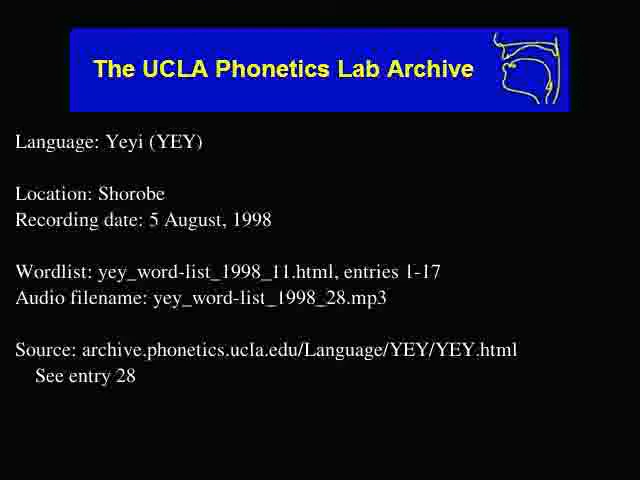 The UCLA Phonetics Lab Archive
Language: Yeyi (YEY)
Location: Shorobe
Recording date: 5 August, 1998
Wordlist: yey_word-list_1998_11.html, entries 1-17
Audio filename: yey_word-list_1998_28.mp3
Source: archive.phonetics.ucla.edu/Language/YEY/YEY.html
See entry 28